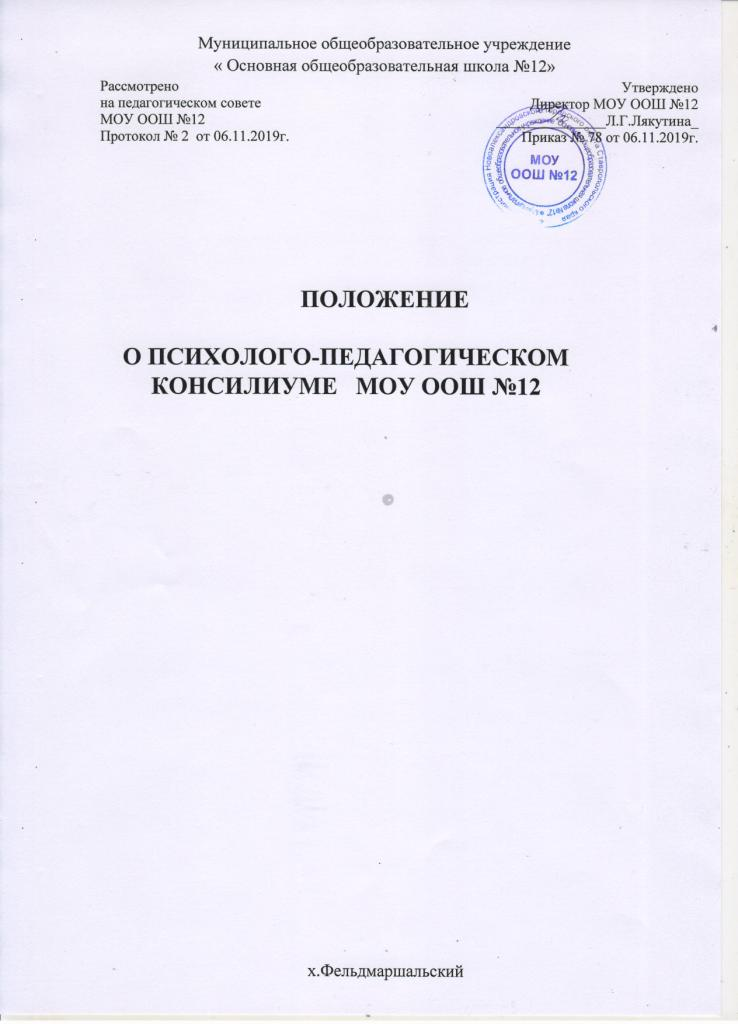 Муниципальное общеобразовательное учреждение
« Основная общеобразовательная школа №12»
Рассмотрено
на педагогическом совете
МОУ ООШ №12
Протокол № 2 от 06.11.2019г.
Утверждено
Директор МОУ ООШ №12
Л.Г.Лякутина_
Приказ № 78 от 06.11.2019г.
МОУ
ООШ №12
ПОЛОЖЕНИЕ
О ПСИХОЛОГО-ПЕДАГОГИЧЕСКОМ
КОНСИЛИУМЕ МОУ ООШ №12
х.Фельдмаршальский